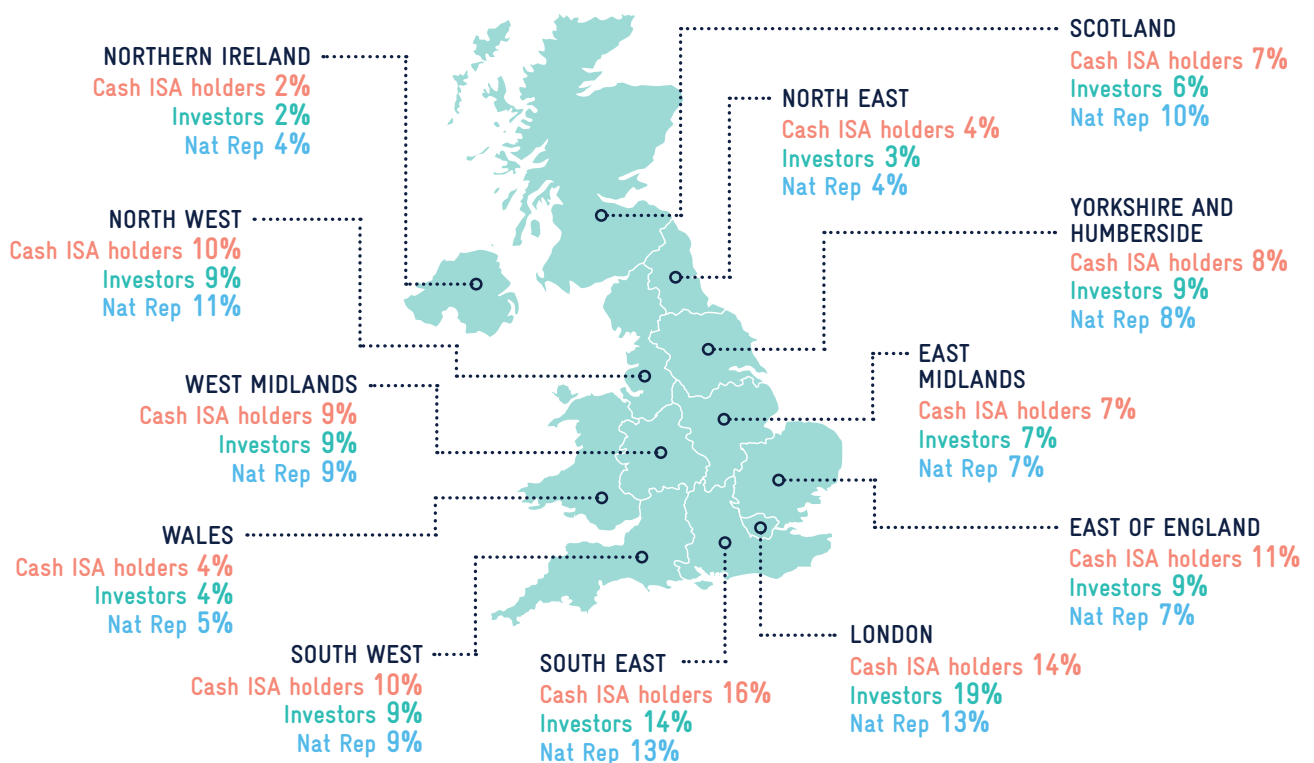 NORTHERN IRELAND
Cash ISA holders 2%
Investors 2%
Nat Rep 4%
SCOTLAND
Cash ISA holders 7%
Investors 6%
Nat Rep 10%
NORTH EAST
Cash ISA holders 4%
Investors 3%
Nat Rep 4%
NORTH WEST
Cash ISA holders 10%
Investors 9%
Nat Rep 11%
YORKSHIRE AND
HUMBERSIDE
Cash ISA holders 8%
Investors 9%
Nat Rep 8%
WEST MIDLANDS
Cash ISA holders 9%
Investors 9%
Nat Rep 9%
EAST
MIDLANDS
Cash ISA holders 7%
Investors 7%
Nat Rep 7%
WALES
Cash ISA holders 4%
Investors 4%
Nat Rep 5%
EAST OF ENGLAND
Cash ISA holders 11%
Investors 9%
Nat Rep 7%
SOUTH WEST
Cash ISA holders 10%
Investors 9%
Nat Rep 9%
SOUTH EAST
Cash ISA holders 16%
Investors 14%
Nat Rep 13%
LONDON
Cash ISA holders 14%
Investors 19%
Nat Rep 13%